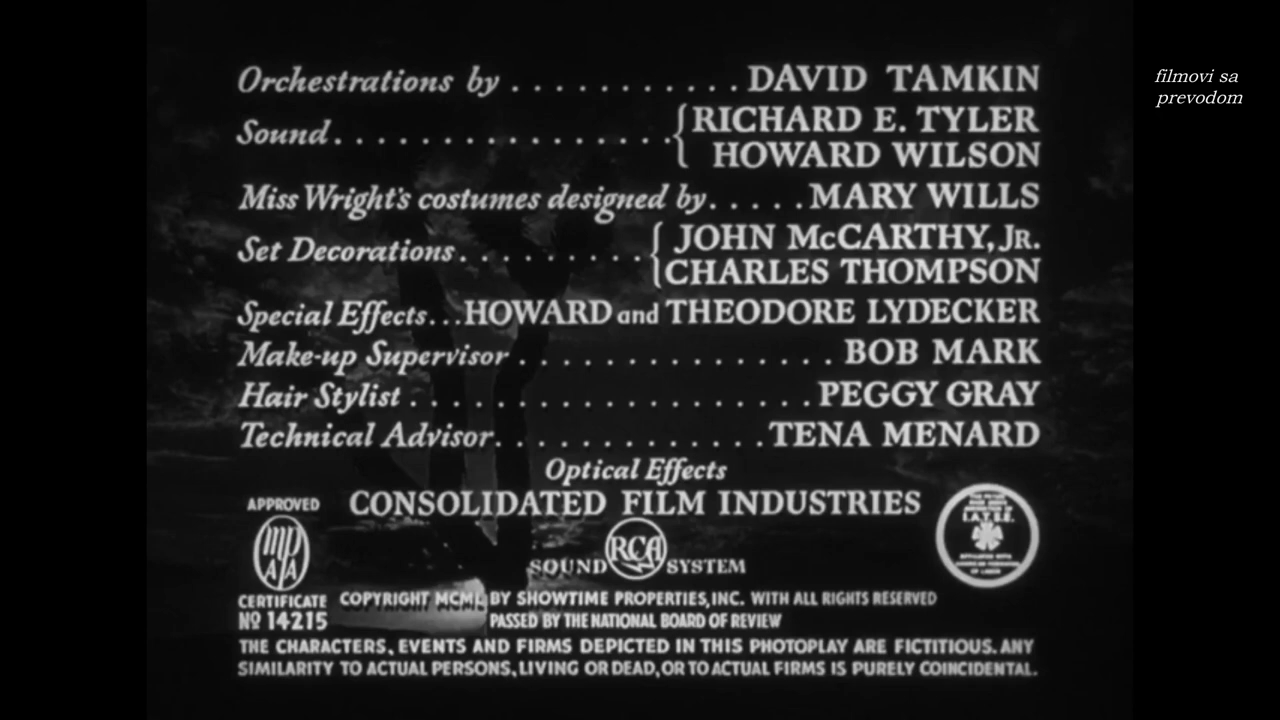 Orchestrations by . . . . . . . . . . . DAVID TAMKIN
filmovi sa
prevodom
Sound . . . . . . . . . . . . . . . . { RICHARD E. TYLER
HOWARD WILSON
Miss Wright's costumes designed by . . . . . MARY WILLS
Set Decorations . . . . . . . . . { JOHN McCARTHY, JR.
CHARLES THOMPSON
Special Effects . . . HOWARD and THEODORE LYDECKER
Make-up Supervisor . . . . . . . . . . . . . . . BOB MARK
Hair Stylist . . . . . . . . . . . . . . . . . . . PEGGY GRAY
Technical Advisor . . . . . . . . . . . . . TENA MENARD
Optical Effects
CONSOLIDATED FILM INDUSTRIES
APPROVED
MPAA
I.A.T.S.E.
SOUND RCA SYSTEM
CERTIFICATE
Nº 14215
COPYRIGHT MCML BY SHOWTIME PROPERTIES, INC. WITH ALL RIGHTS RESERVED
PASSED BY THE NATIONAL BOARD OF REVIEW
THE CHARACTERS, EVENTS AND FIRMS DEPICTED IN THIS PHOTOPLAY ARE FICTITIOUS. ANY
SIMILARITY TO ACTUAL PERSONS, LIVING OR DEAD, OR TO ACTUAL FIRMS IS PURELY COINCIDENTAL.